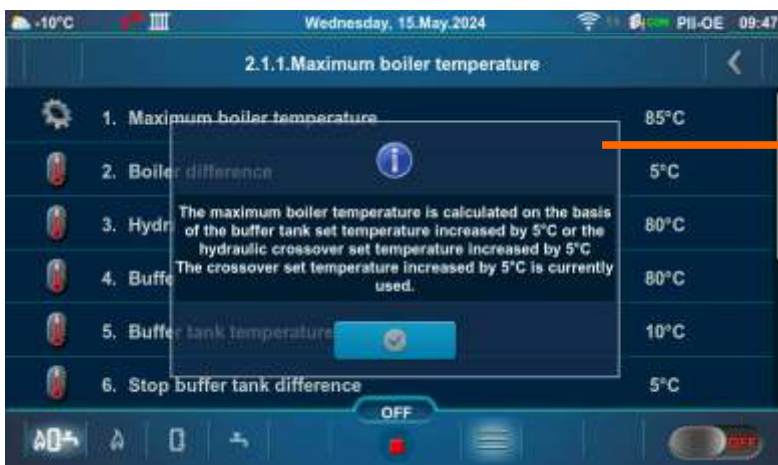 -10°C Wednesday, 15.May.2024 PII-OE 09:47
2.1.1.Maximum boiler temperature
1. Maximum boiler temperature 85°C
2. Boiler difference 5°C
3. Hydr 80°C
The maximum boiler temperature is calculated on the basis
of the buffer tank set temperature increased by 5°C or the
hydraulic crossover set temperature increased by 5°C
The crossover set temperature increased by 5°C is currently
used.
4. Buffe 80°C
5. Buffer tank temperature 10°C
6. Stop buffer tank difference 5°C
OFF
OFF